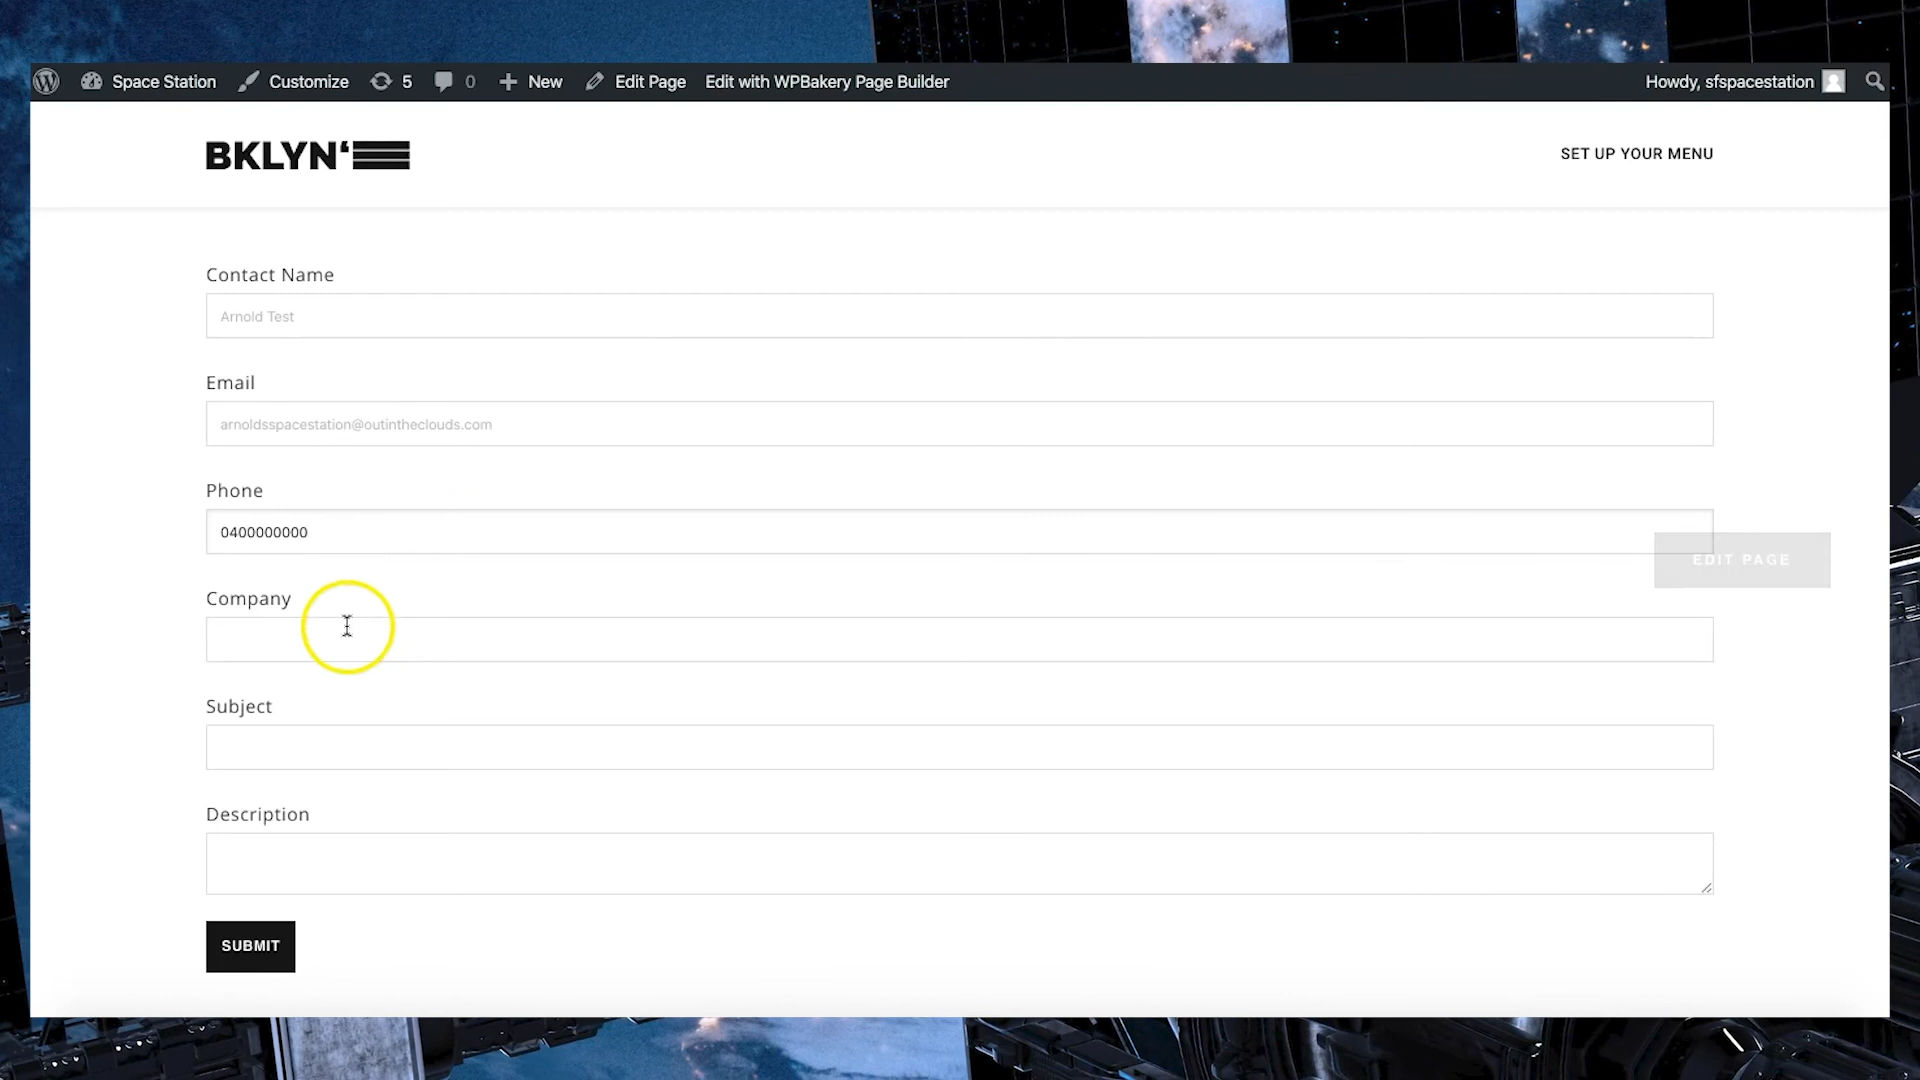 Space Station Customize 5 0 New Edit Page Edit with WPBakery Page Builder Howdy, sfspacestation
BKLYN‘
SET UP YOUR MENU
Contact Name
Arnold Test
Email
arnoldsspacestation@outintheclouds.com
Phone
0400000000
EDIT PAGE
Company
Subject
Description
SUBMIT